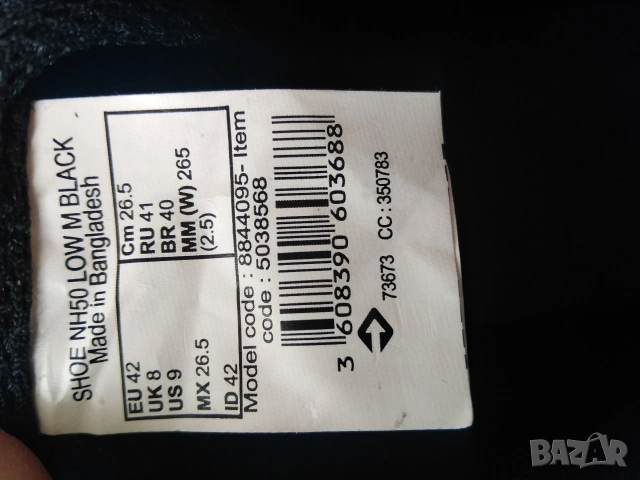 SHOE NH50 LOW M BLACK
Made in Bangladesh
EU 42
UK 8
US 9
MX 26.5
ID 42
Cm 26.5
RU 41
BR 40
MM (W) 265
(2.5)
Model code : 8844095- Item
code : 5038568
3 608390 603688
73673 CC : 350783
BAZAR